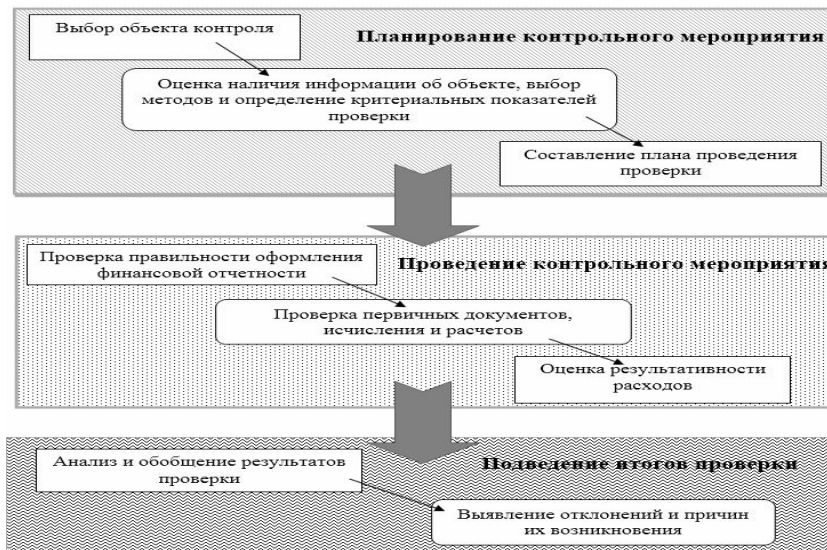 Выбор объекта контроля
Планирование контрольного мероприятия
Оценка наличия информации об объекте, выбор
методов и определение критериальных показателей
проверки
Составление плана проведения
проверки
Проверка правильности оформления
финансовой отчетности
Проведение контрольного мероприятия
Проверка первичных документов,
исчисления и расчетов
Оценка результативности
расходов
Анализ и обобщение результатов
проверки
Подведение итогов проверки
Выявление отклонений и причин
их возникновения